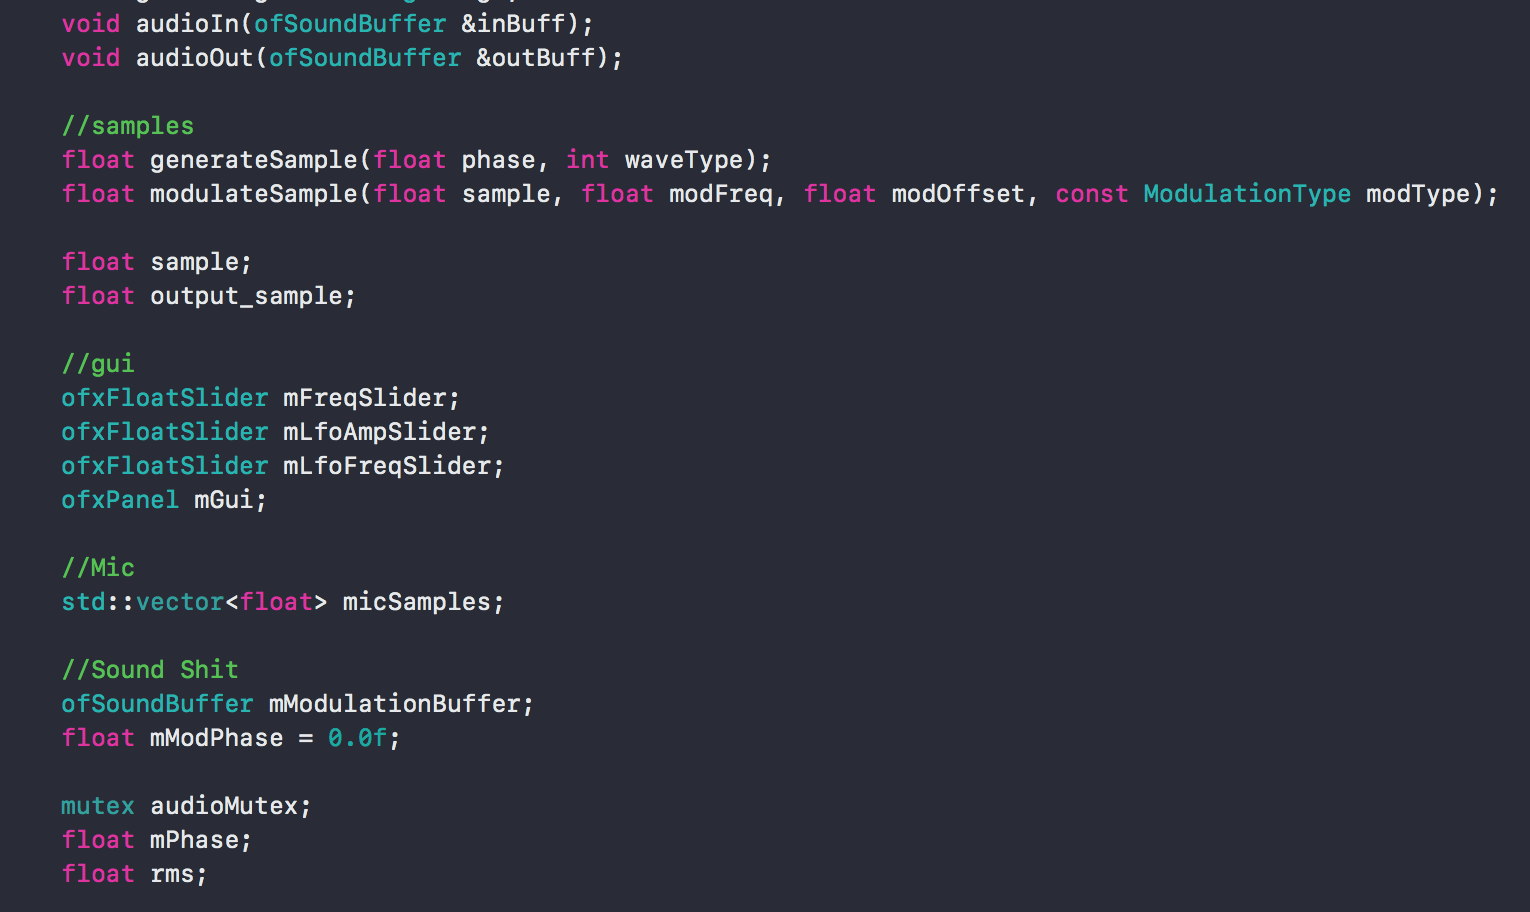 void audioIn(ofSoundBuffer &inBuff);
void audioOut(ofSoundBuffer &outBuff);
//samples
float generateSample(float phase, int waveType);
float modulateSample(float sample, float modFreq, float modOffset, const ModulationType modType);
float sample;
float output_sample;
//gui
ofxFloatSlider mFreqSlider;
ofxFloatSlider mLfoAmpSlider;
ofxFloatSlider mLfoFreqSlider;
ofxPanel mGui;
//Mic
std::vector<float> micSamples;
//Sound Shit
ofSoundBuffer mModulationBuffer;
float mModPhase = 0.0f;
mutex audioMutex;
float mPhase;
float rms;